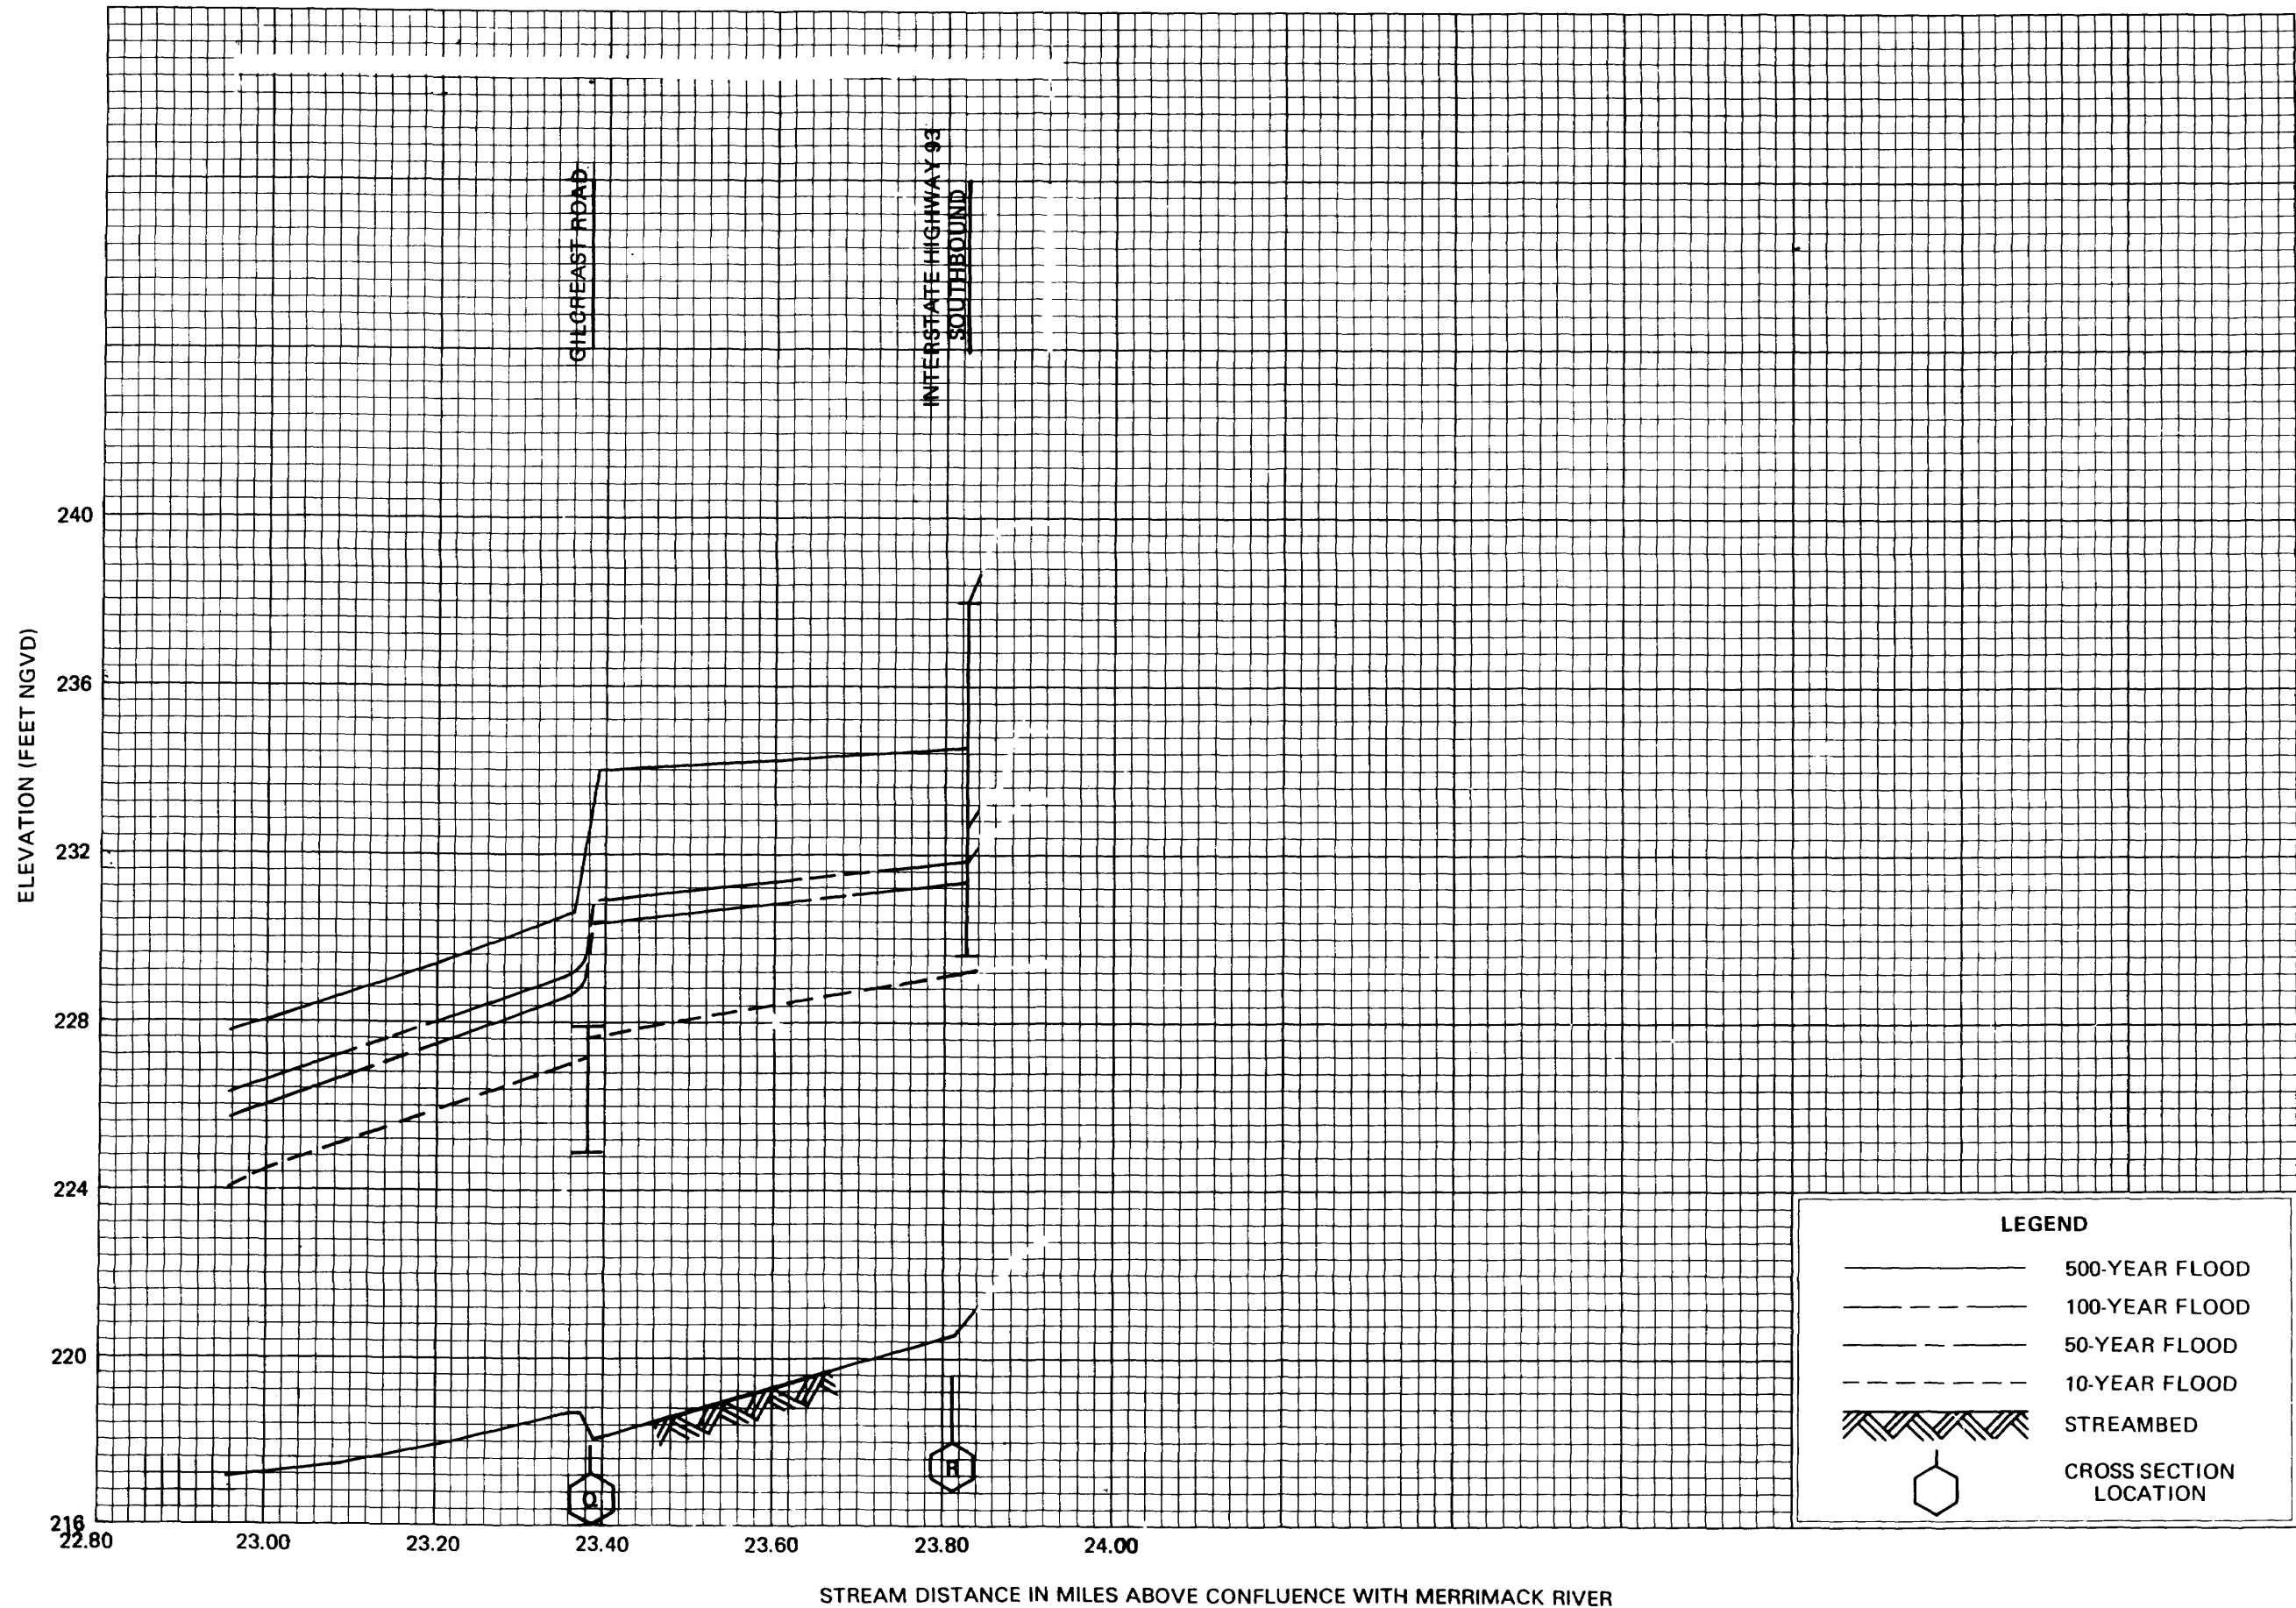 GILCREAST ROAD
INTERSTATE HIGHWAY 93
SOUTHBOUND
ELEVATION (FEET NGVD)
240
236
232
228
224
220
216
22.80
23.00
23.20
23.40
23.60
23.80
24.00
Q
R
STREAM DISTANCE IN MILES ABOVE CONFLUENCE WITH MERRIMACK RIVER
LEGEND
500-YEAR FLOOD
100-YEAR FLOOD
50-YEAR FLOOD
10-YEAR FLOOD
STREAMBED
CROSS SECTION
LOCATION